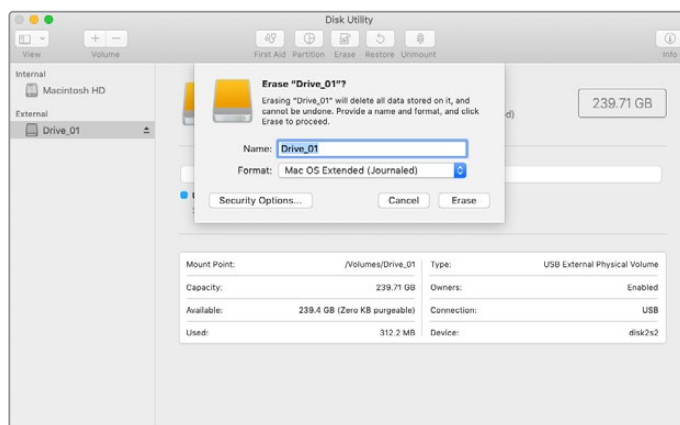 Disk Utility
View
Volume
First Aid
Partition
Erase
Restore
Unmount
Info
Internal
Macintosh HD
External
Drive_01
Erase “Drive_01”?
Erasing “Drive_01” will delete all data stored on it, and
cannot be undone. Provide a name and format, and click
Erase to proceed.
d)
239.71 GB
Name: Drive_01
Format: Mac OS Extended (Journaled)
Security Options...
Cancel
Erase
Mount Point: /Volumes/Drive_01
Type: USB External Physical Volume
Capacity: 239.71 GB
Owners: Enabled
Available: 239.4 GB (Zero KB purgeable)
Connection: USB
Used: 312.2 MB
Device: disk2s2